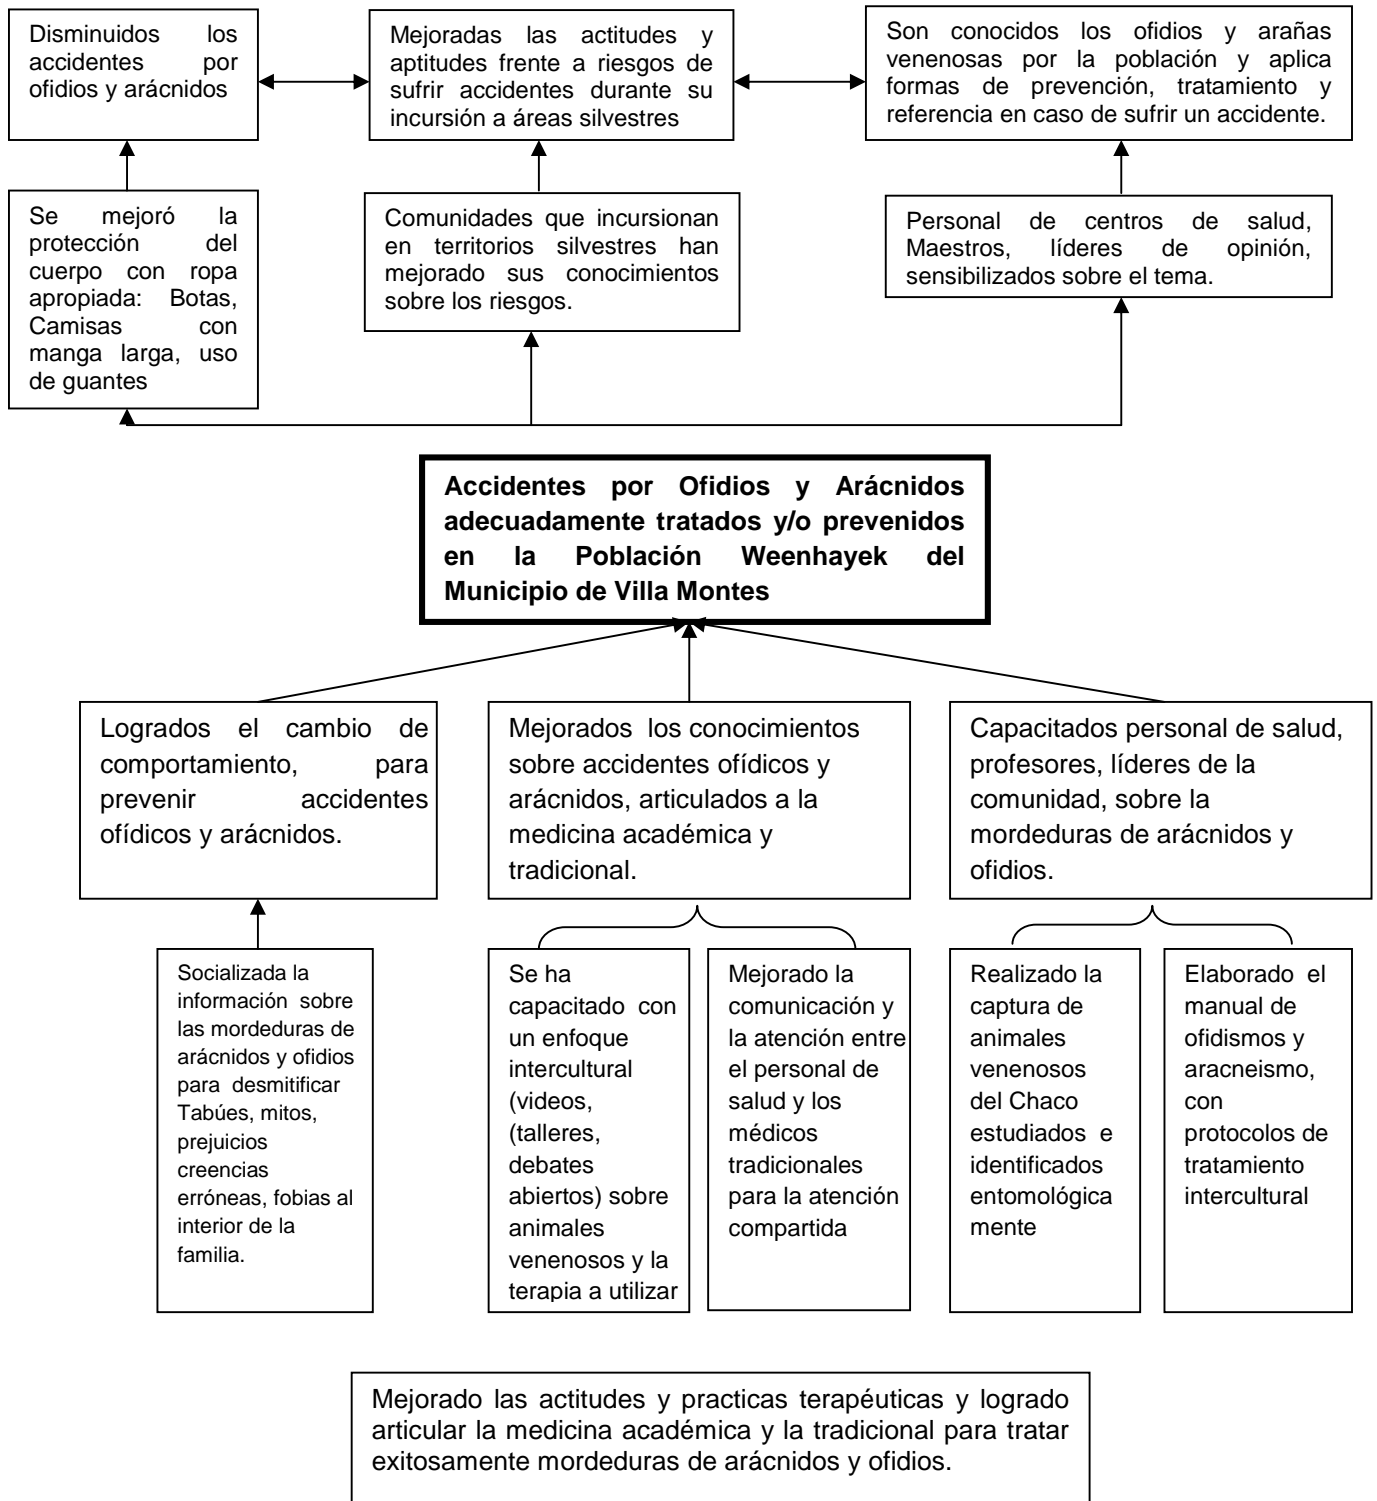 Disminuidos los
accidentes por
ofidios y arácnidos
Mejoradas las actitudes y
aptitudes frente a riesgos de
sufrir accidentes durante su
incursión a áreas silvestres
Son conocidos los ofidios y arañas
venenosas por la población y aplica
formas de prevención, tratamiento y
referencia en caso de sufrir un accidente.
Se mejoró la
protección del
cuerpo con ropa
apropiada: Botas,
Camisas con
manga larga, uso
de guantes
Comunidades que incursionan
en territorios silvestres han
mejorado sus conocimientos
sobre los riesgos.
Personal de centros de salud,
Maestros, líderes de opinión,
sensibilizados sobre el tema.
Accidentes por Ofidios y Arácnidos
adecuadamente tratados y/o prevenidos
en la Población Weenhayek del
Municipio de Villa Montes
Logrados el cambio de
comportamiento, para
prevenir accidentes
ofídicos y arácnidos.
Mejorados los conocimientos
sobre accidentes ofídicos y
arácnidos, articulados a la
medicina académica y
tradicional.
Capacitados personal de salud,
profesores, líderes de la
comunidad, sobre la
mordeduras de arácnidos y
ofidios.
Socializada la
información sobre
las mordeduras de
arácnidos y ofidios
para desmitificar
Tabúes, mitos,
prejuicios
creencias
erróneas, fobias al
interior de la
familia.
Se ha
capacitado con
un enfoque
intercultural
(videos,
(talleres,
debates
abiertos) sobre
animales
venenosos y la
terapia a utilizar
Mejorado la
comunicación y
la atención entre
el personal de
salud y los
médicos
tradicionales
para la atención
compartida
Realizado la
captura de
animales
venenosos
del Chaco
estudiados e
identificados
entomológica
mente
Elaborado el
manual de
ofidismos y
aracneismo,
con
protocolos de
tratamiento
intercultural
Mejorado las actitudes y practicas terapéuticas y logrado
articular la medicina académica y la tradicional para tratar
exitosamente mordeduras de arácnidos y ofidios.